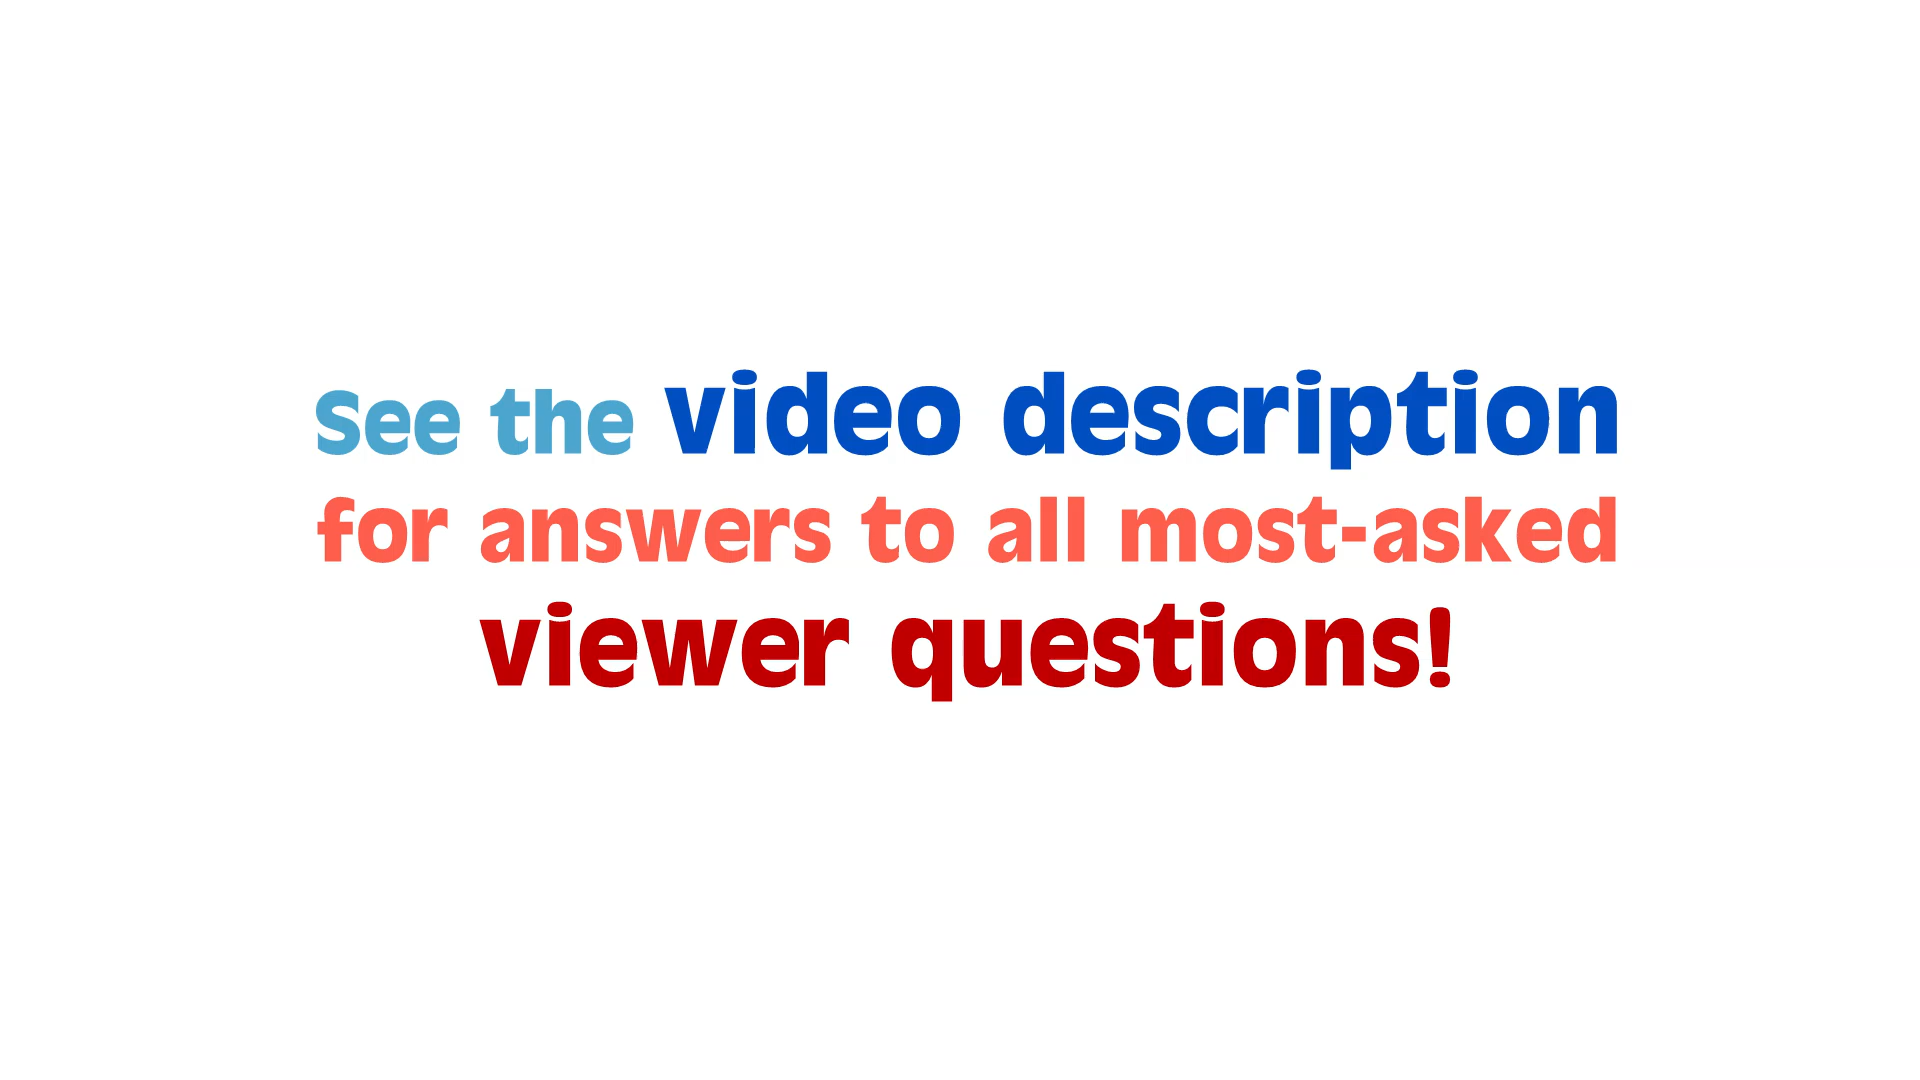 See the video description
for answers to all most-asked
viewer questions!